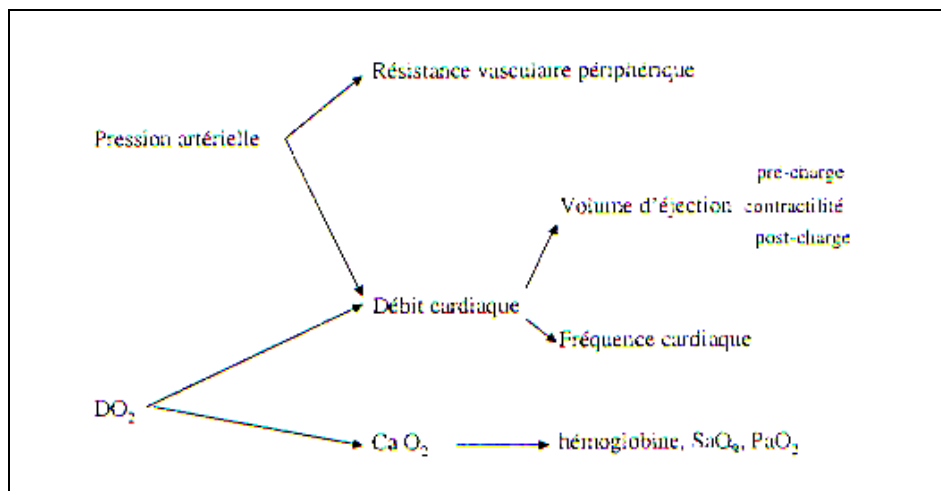 Résistance vasculaire périphérique
Pression artérielle
pre-charge
Volume d'éjection contractilité
post-charge
Débit cardiaque
Fréquence cardiaque
DO₂
Ca O₂
hémoglobine, SaO₂, PaO₂